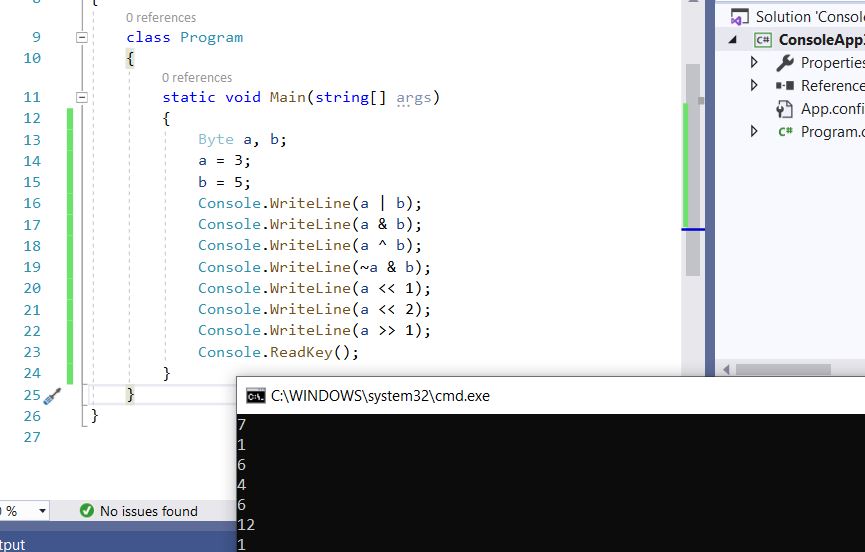 8 {
0 references
9 class Program
10 {
0 references
11 static void Main(string[] args)
12 {
13 Byte a, b;
14 a = 3;
15 b = 5;
16 Console.WriteLine(a | b);
17 Console.WriteLine(a & b);
18 Console.WriteLine(a ^ b);
19 Console.WriteLine(~a & b);
20 Console.WriteLine(a << 1);
21 Console.WriteLine(a << 2);
22 Console.WriteLine(a >> 1);
23 Console.ReadKey();
24 }
25 }
26 }
27
% No issues found
tput
Solution 'Consol
C# ConsoleApp
Properties
Reference
App.confi
C# Program.c
C:\WINDOWS\system32\cmd.exe
7
1
6
4
6
12
1